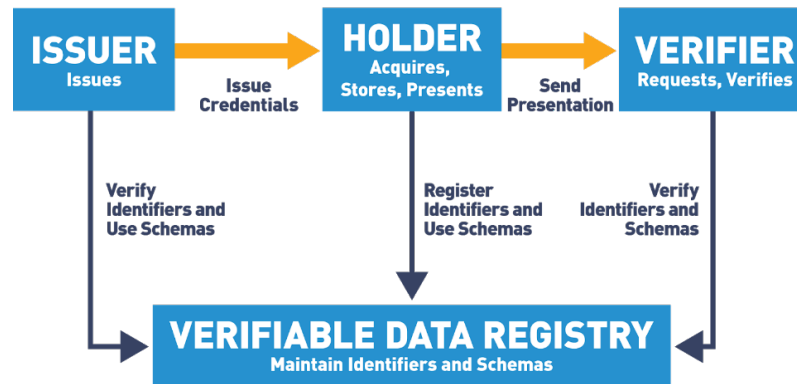 ISSUER
Issues
Issue
Credentials
HOLDER
Acquires,
Stores, Presents
Send
Presentation
VERIFIER
Requests, Verifies
Verify
Identifiers and
Use Schemas
Register
Identifiers and
Use Schemas
Verify
Identifiers and
Schemas
VERIFIABLE DATA REGISTRY
Maintain Identifiers and Schemas